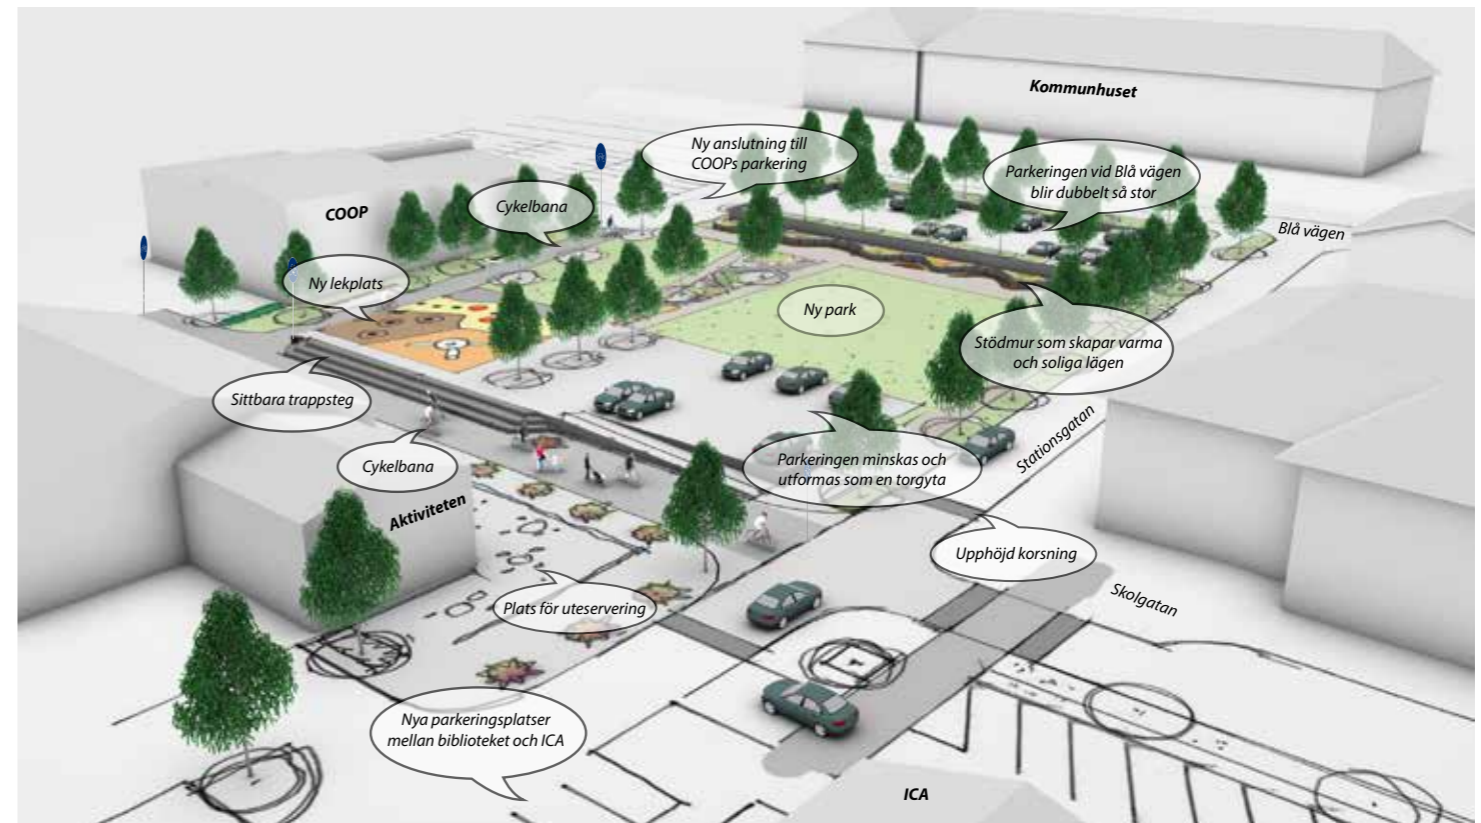 Kommunhuset
Ny anslutning till
COOPs parkering
Parkeringen vid Blå vägen
blir dubbelt så stor
COOP
Cykelbana
Blå vägen
Ny lekplats
Ny park
Stödmur som skapar varma
och soliga lägen
Sittbara trappsteg
Stationsgatan
Cykelbana
Parkeringen minskas och
utformas som en torgyta
Aktiviteten
Upphöjd korsning
Plats för uteservering
Skolgatan
Nya parkeringsplatser
mellan biblioteket och ICA
ICA